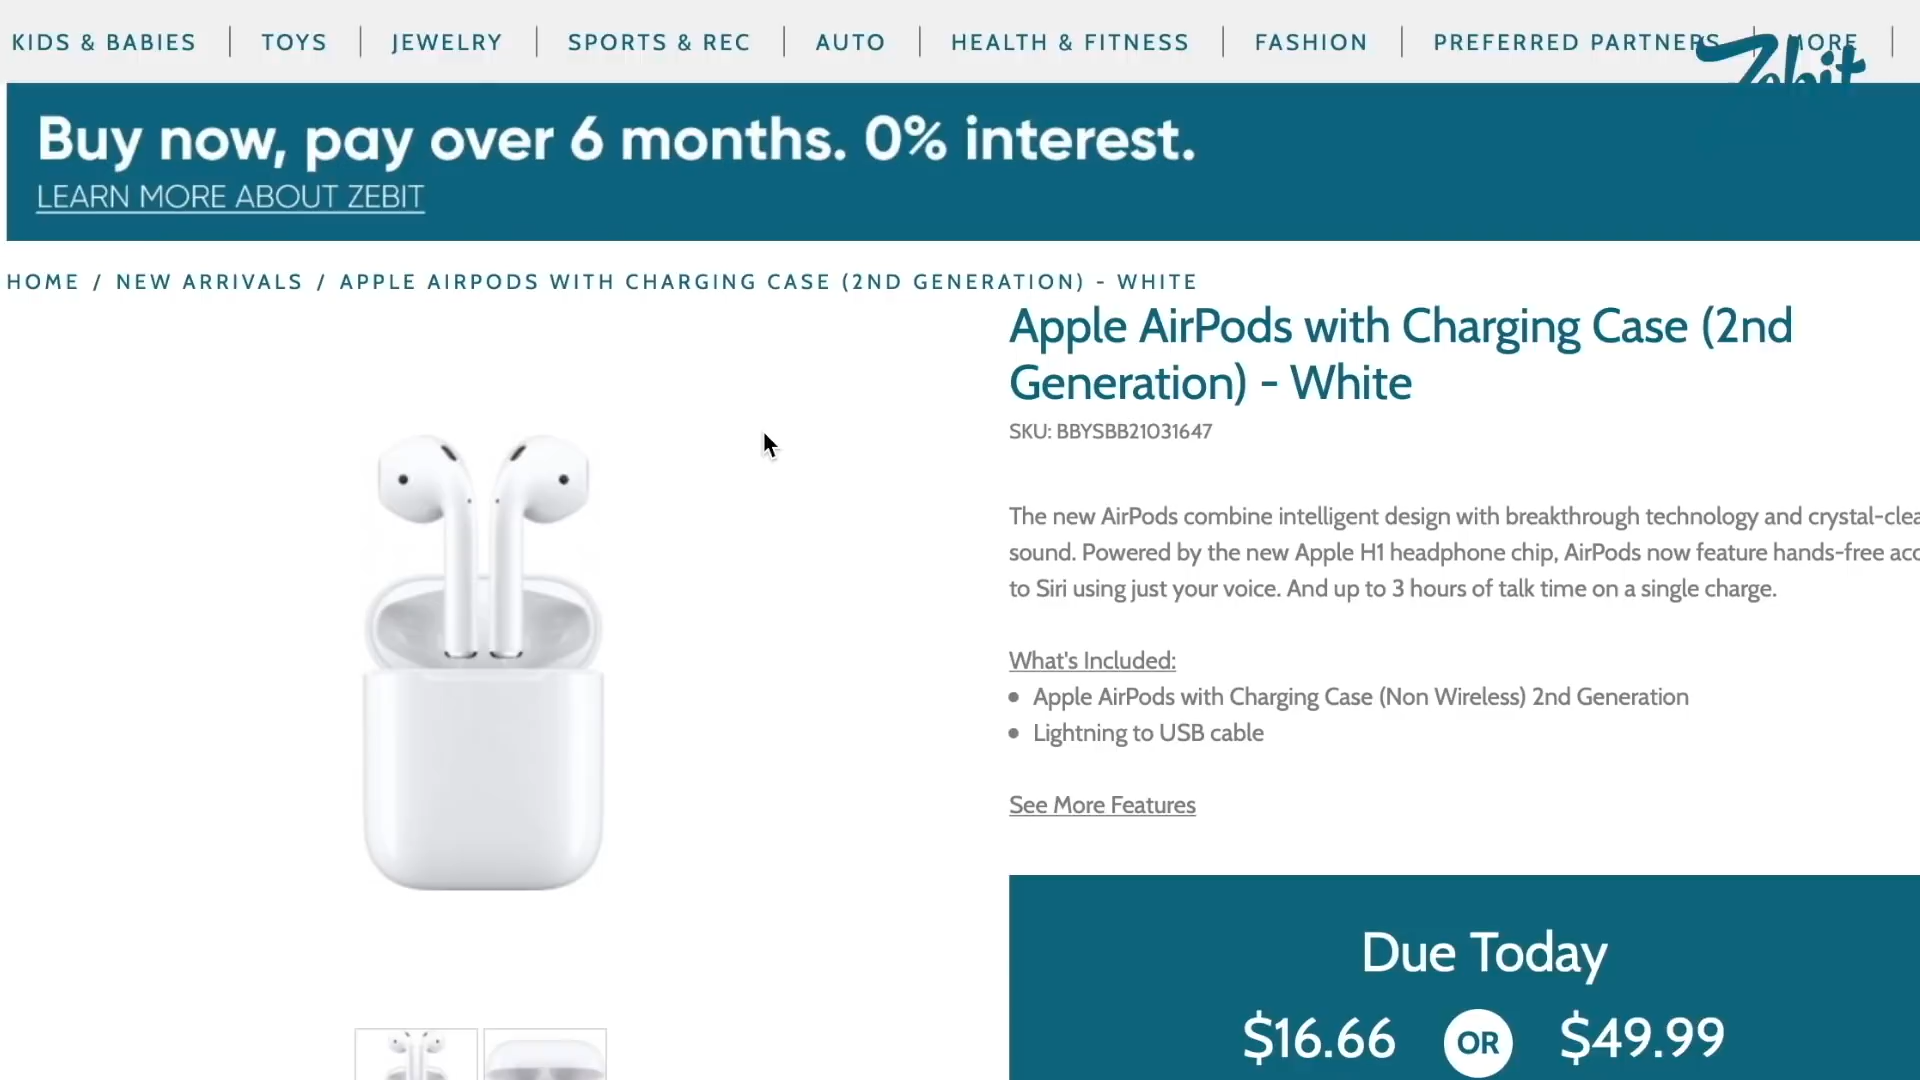 KIDS & BABIES | TOYS | JEWELRY | SPORTS & REC | AUTO | HEALTH & FITNESS | FASHION | PREFERRED PARTNERS | MORE |
Zebit
Buy now, pay over 6 months. 0% interest.
LEARN MORE ABOUT ZEBIT
HOME / NEW ARRIVALS / APPLE AIRPODS WITH CHARGING CASE (2ND GENERATION) - WHITE
Apple AirPods with Charging Case (2nd
Generation) - White
SKU: BBYSBB21031647
The new AirPods combine intelligent design with breakthrough technology and crystal-clea
sound. Powered by the new Apple H1 headphone chip, AirPods now feature hands-free acc
to Siri using just your voice. And up to 3 hours of talk time on a single charge.
What's Included:
• Apple AirPods with Charging Case (Non Wireless) 2nd Generation
• Lightning to USB cable
See More Features
Due Today
$16.66 OR $49.99